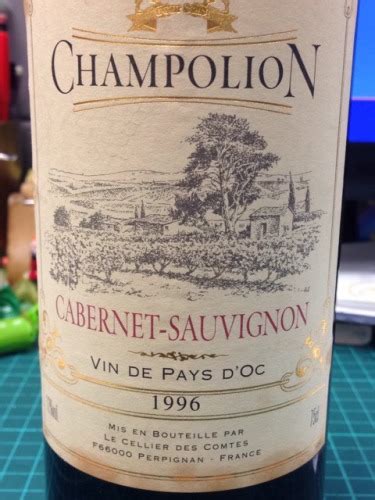 CHAMPOLION
CABERNET-SAUVIGNON
VIN DE PAYS D'OC
1996
MIS EN BOUTEILLE PAR
LE CELLIER DES COMTES
F66000 PERPIGNAN - FRANCE
75cl